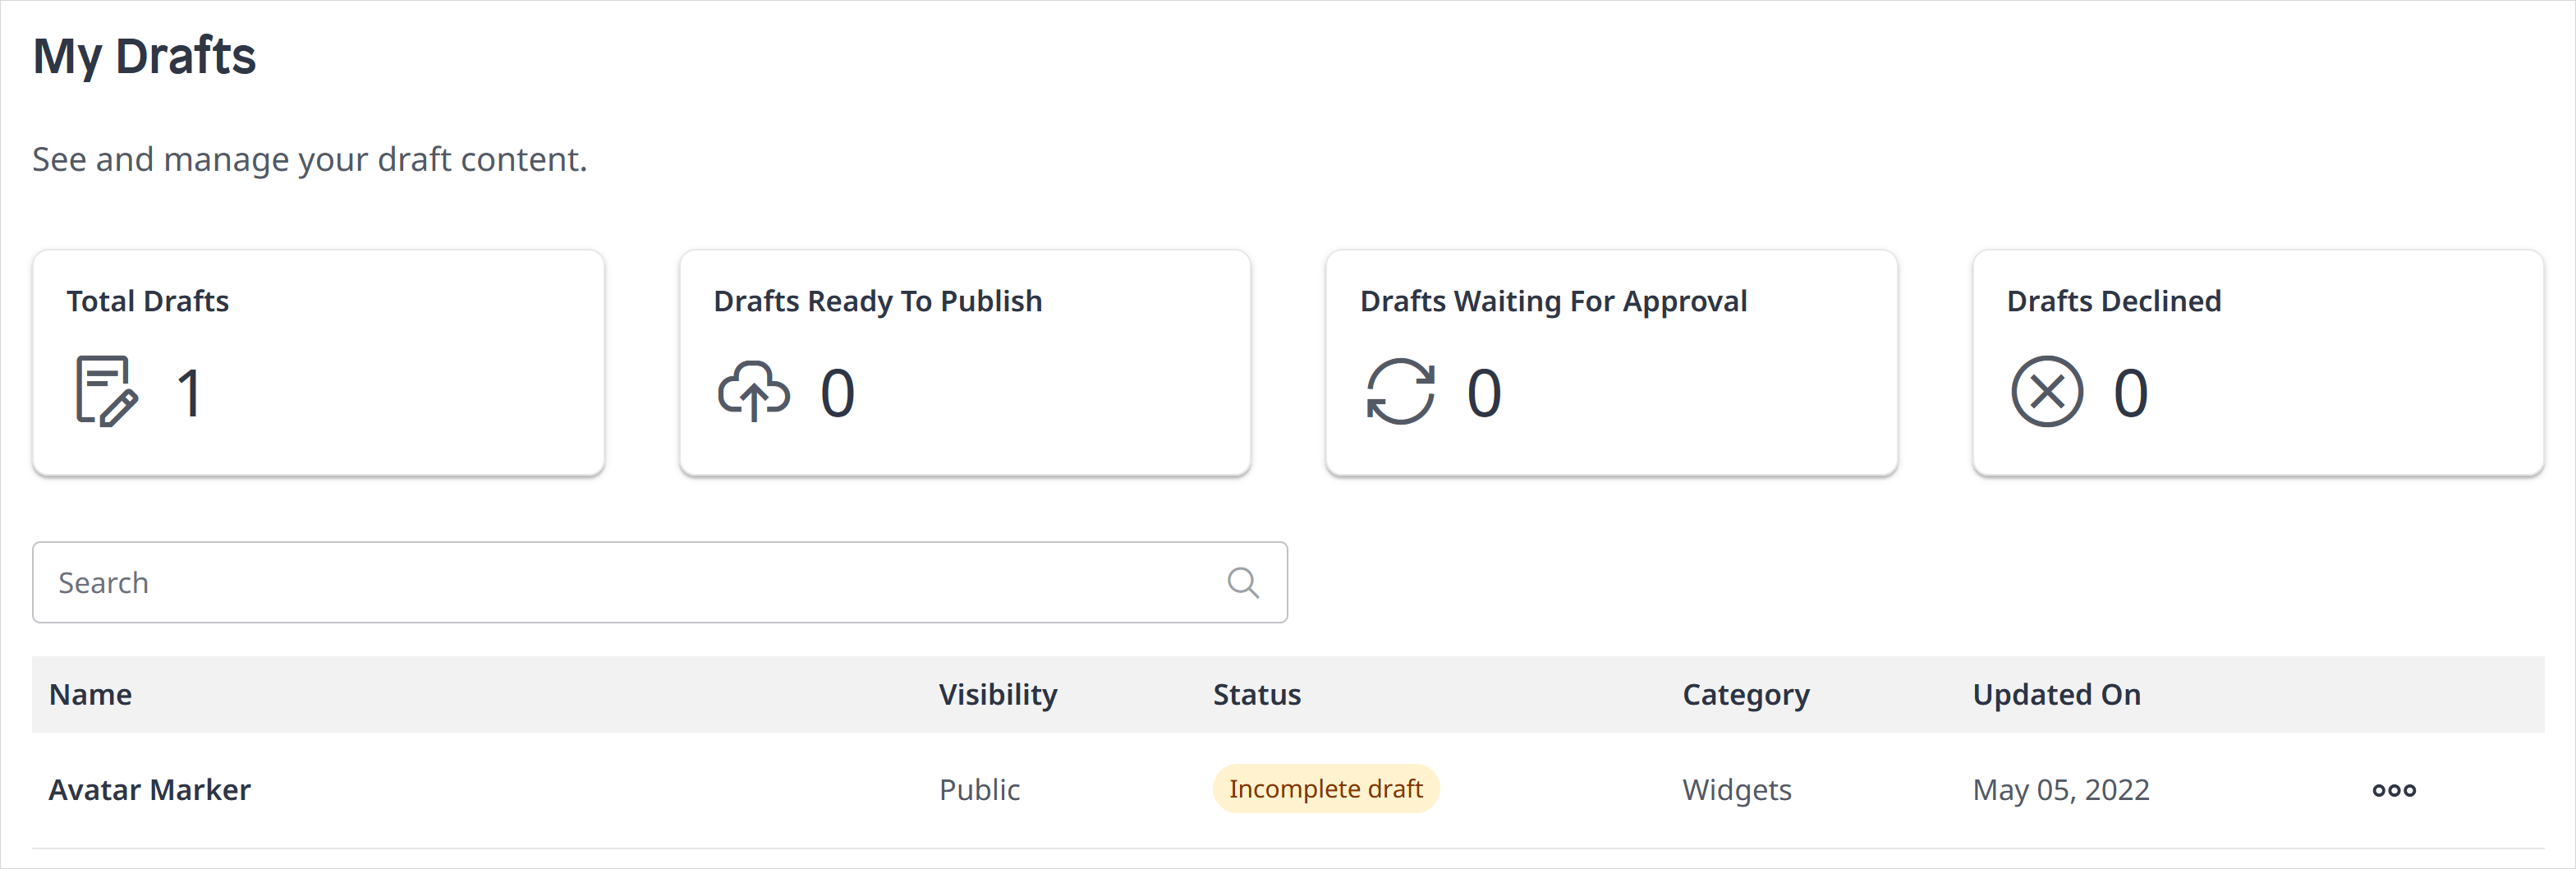 My Drafts
See and manage your draft content.
Total Drafts
1
Drafts Ready To Publish
0
Drafts Waiting For Approval
0
Drafts Declined
0
Search
Name Visibility Status Category Updated On
Avatar Marker Public Incomplete draft Widgets May 05, 2022